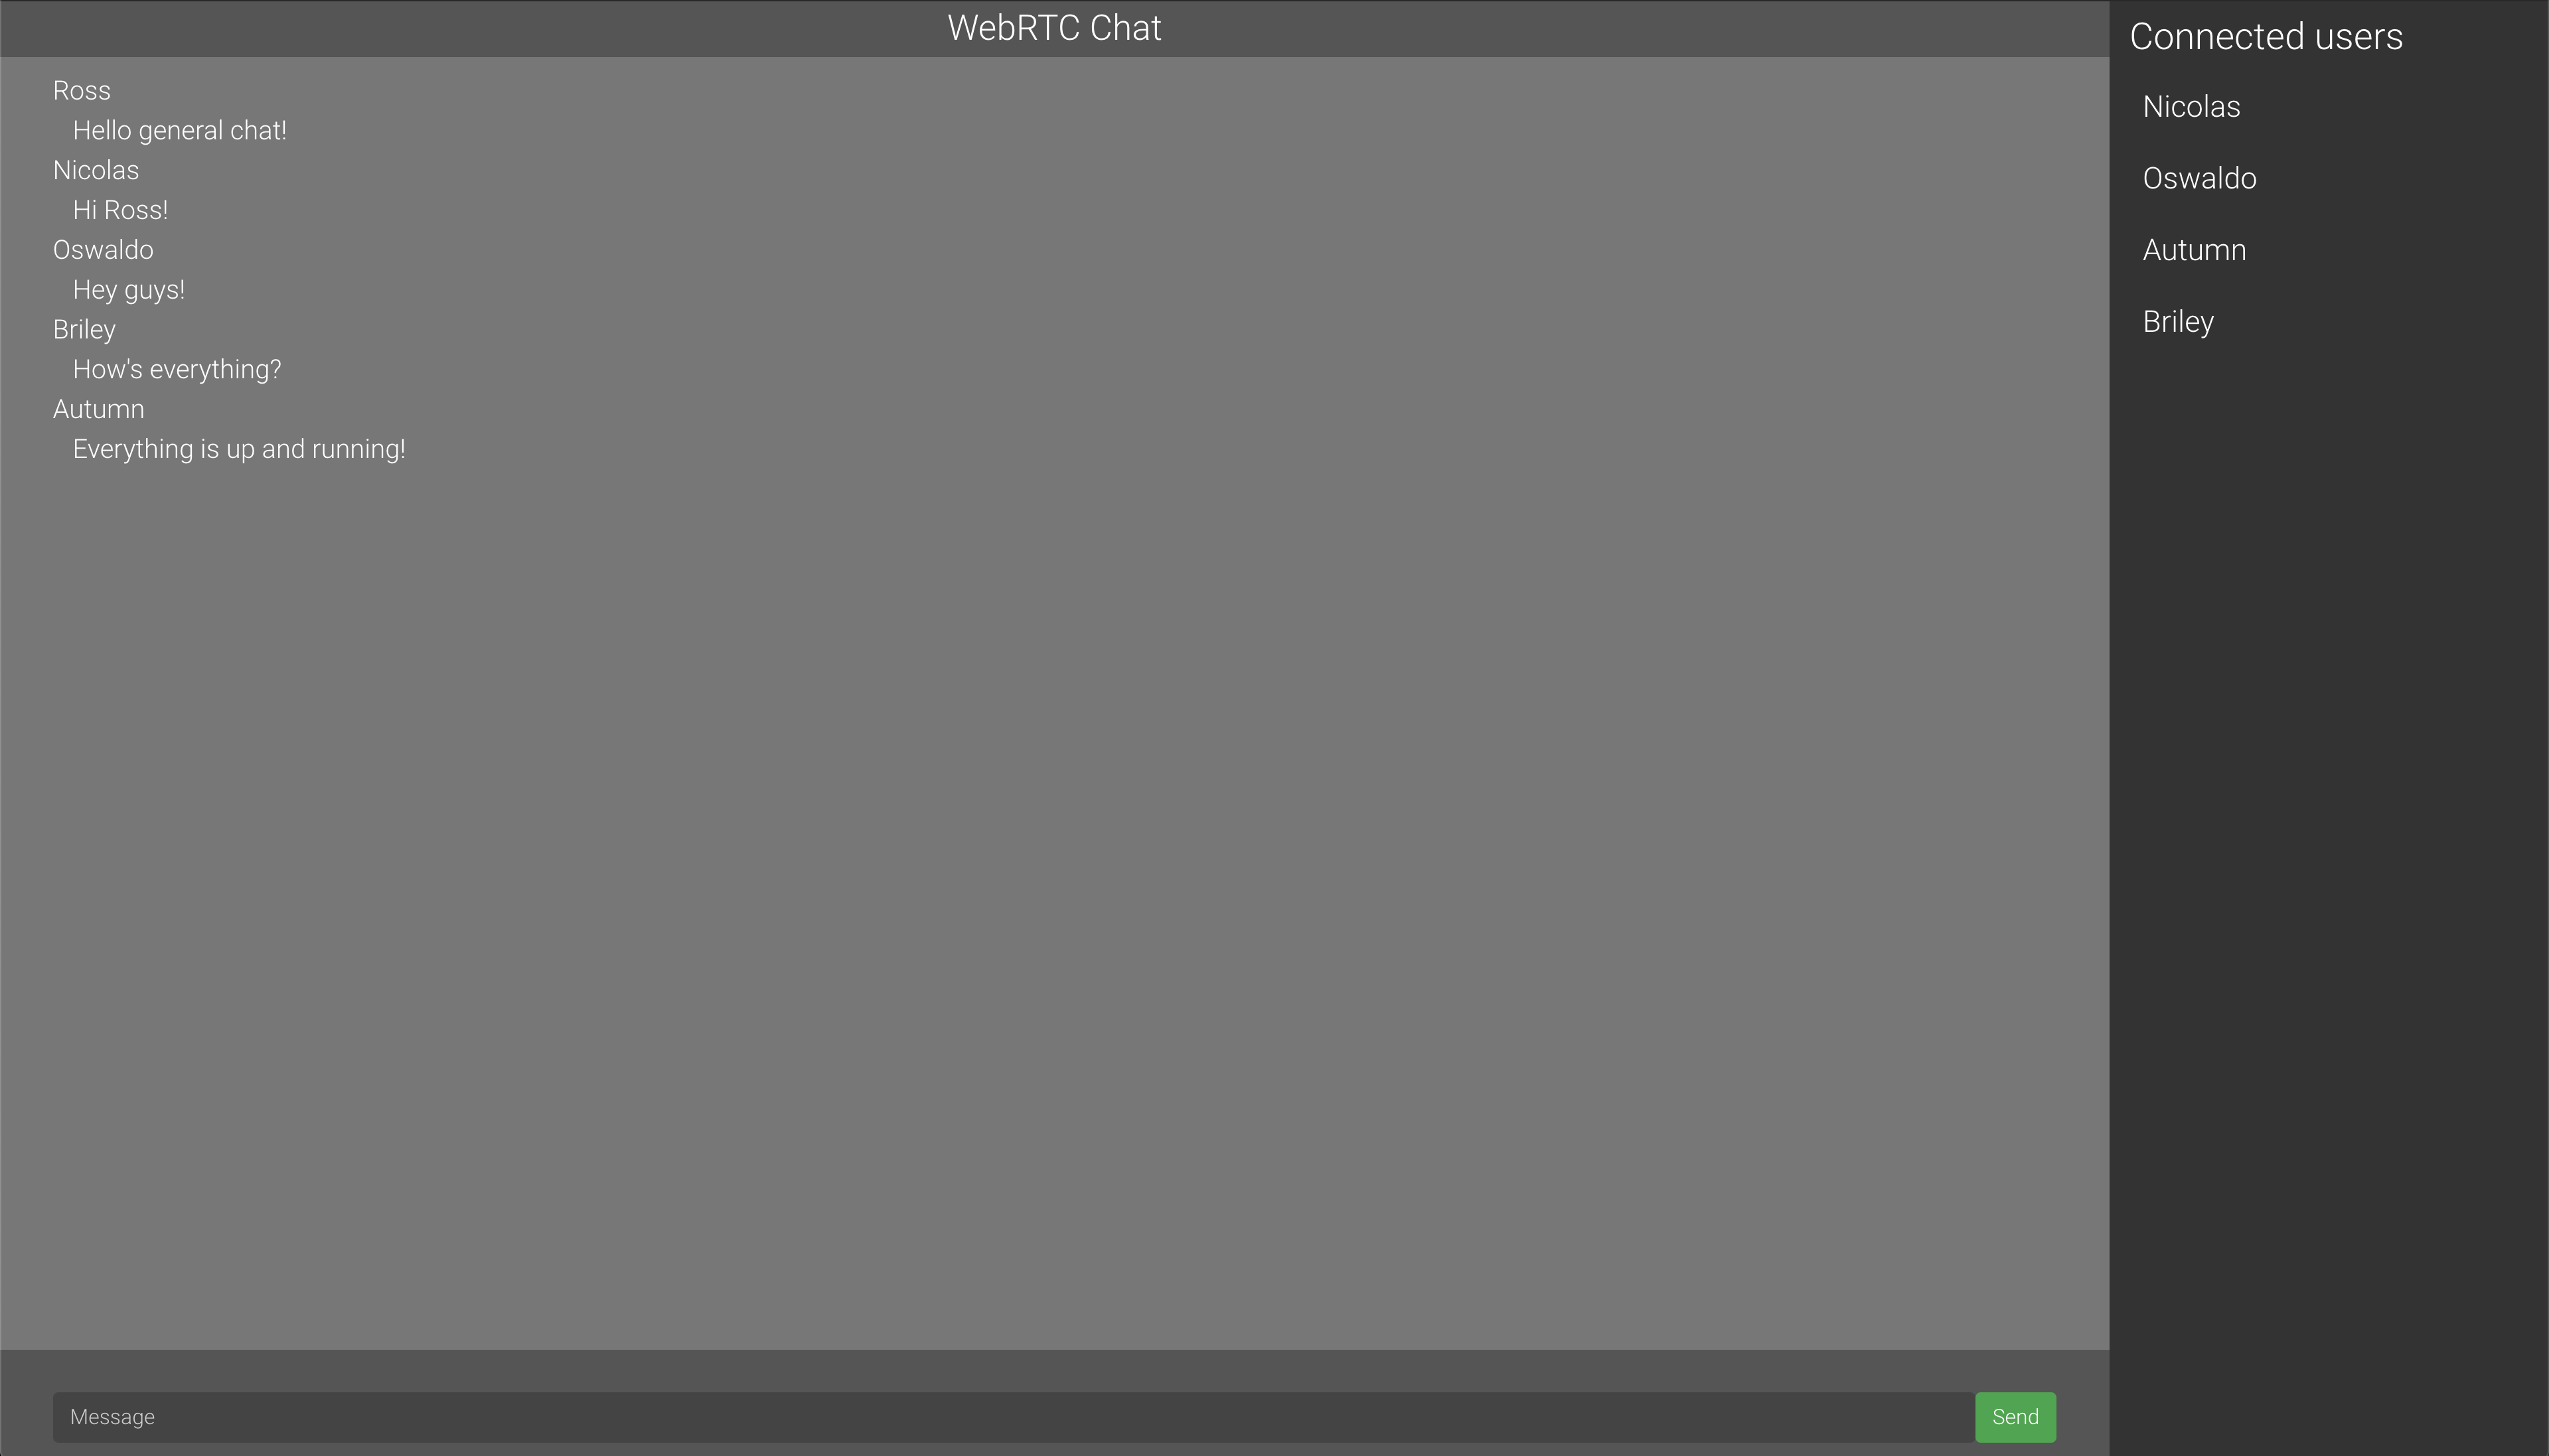 WebRTC Chat
Ross
Hello general chat!
Nicolas
Hi Ross!
Oswaldo
Hey guys!
Briley
How's everything?
Autumn
Everything is up and running!
Message
Send
Connected users
Nicolas
Oswaldo
Autumn
Briley